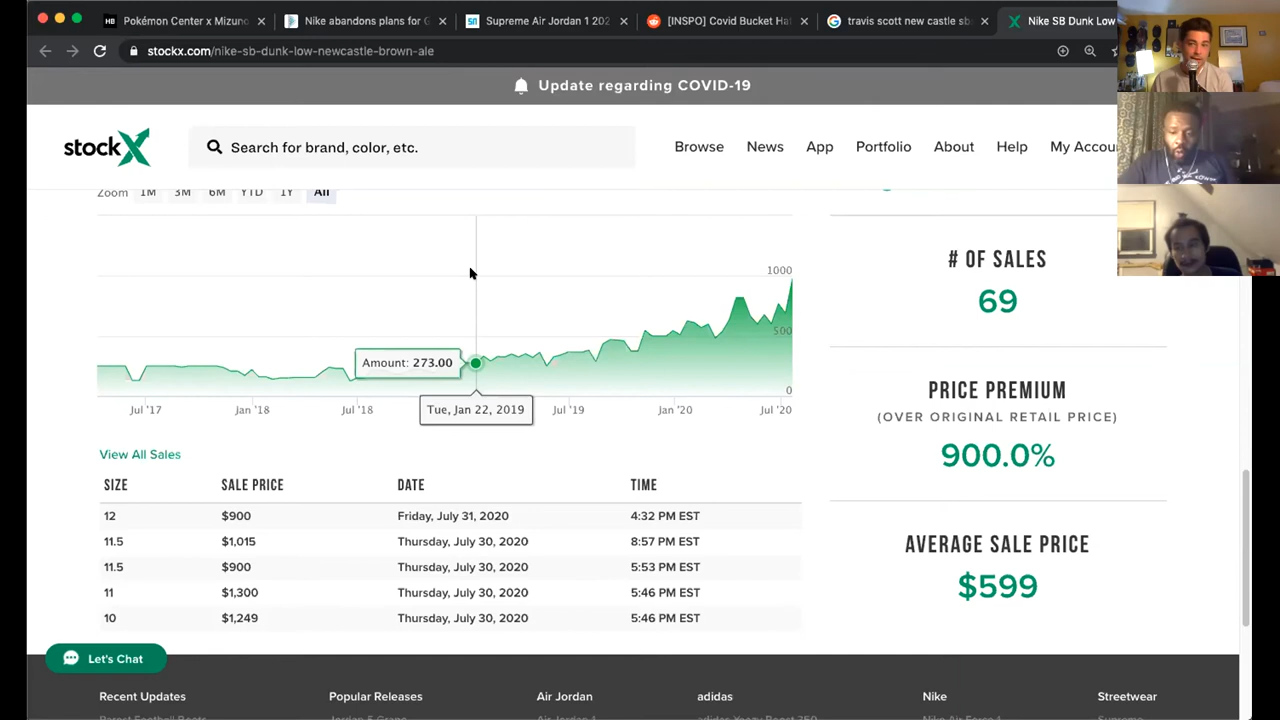 Pokémon Center x Mizuno
Nike abandons plans for G
Supreme Air Jordan 1 202
[INSPO] Covid Bucket Hat
travis scott new castle sb
Nike SB Dunk Low
stockx.com/nike-sb-dunk-low-newcastle-brown-ale
Update regarding COVID-19
stockX
Search for brand, color, etc.
Browse
News
App
Portfolio
About
Help
My Accou
Zoom 1M 3M 6M YTD 1Y All
1000
500
0
Amount: 273.00
Tue, Jan 22, 2019
Jul '17
Jan '18
Jul '18
Jul '19
Jan '20
Jul '20
# OF SALES
69
PRICE PREMIUM
(OVER ORIGINAL RETAIL PRICE)
900.0%
AVERAGE SALE PRICE
$599
View All Sales
SIZE SALE PRICE DATE TIME
12 $900 Friday, July 31, 2020 4:32 PM EST
11.5 $1,015 Thursday, July 30, 2020 8:57 PM EST
11.5 $900 Thursday, July 30, 2020 5:53 PM EST
11 $1,300 Thursday, July 30, 2020 5:46 PM EST
10 $1,249 Thursday, July 30, 2020 5:46 PM EST
Let's Chat
Recent Updates
Popular Releases
Air Jordan
adidas
Nike
Streetwear